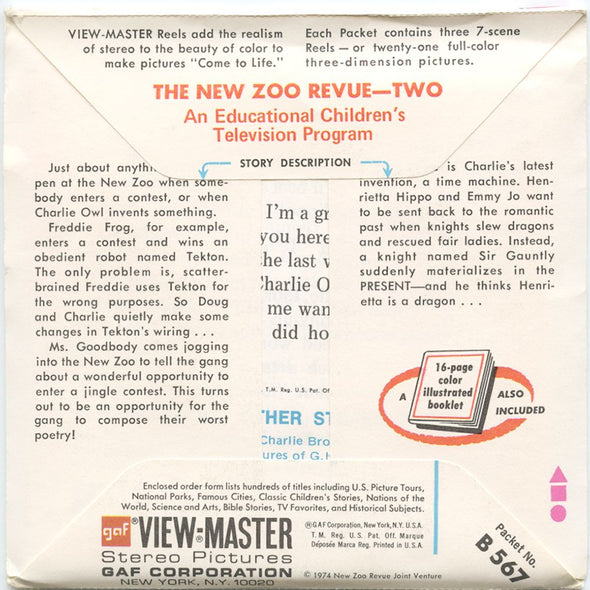 VIEW-MASTER Reels add the realism
of stereo to the beauty of color to
make pictures "Come to Life."
Each Packet contains three 7-scene
Reels — or twenty-one full-color
three-dimension pictures.
THE NEW ZOO REVUE—TWO
An Educational Children's
Television Program
STORY DESCRIPTION
Just about anythi
pen at the New Zoo when some-
body enters a contest, or when
Charlie Owl invents something.
Freddie Frog, for example,
enters a contest and wins an
obedient robot named Tekton.
The only problem is, scatter-
brained Freddie uses Tekton for
the wrong purposes. So Doug
and Charlie quietly make some
changes in Tekton's wiring . . .
Ms. Goodbody comes jogging
into the New Zoo to tell the gang
about a wonderful opportunity to
enter a jingle contest. This turns
out to be an opportunity for the
gang to compose their worst
poetry!
I'm a gr
you here
he last v
Charlie O
me wan
did ho
T.M. Reg. U.S. Pat. Of
THER ST
Charlie Bro
ures of G.
is Charlie's latest
invention, a time machine. Hen-
rietta Hippo and Emmy Jo want
to be sent back to the romantic
past when knights slew dragons
and rescued fair ladies. Instead,
a knight named Sir Gauntly
suddenly materializes in the
PRESENT—and he thinks Henri-
etta is a dragon . . .
A
16-page
color
illustrated
booklet
ALSO
INCLUDED
Enclosed order form lists hundreds of titles including U.S. Picture Tours,
National Parks, Famous Cities, Classic Children's Stories, Nations of the
World, Science and Arts, Bible Stories, TV Favorites, and Historical Subjects.
gaf VIEW-MASTER
Stereo Pictures
GAF CORPORATION
NEW YORK, N.Y. 10020
®GAF Corporation, New York, N.Y. U.S.A.
T. M. Reg. U.S. Pat. Off. Marque
Déposée Marca Reg. Printed in U.S.A.
© 1974 New Zoo Revue Joint Venture
Packet No.
B 567